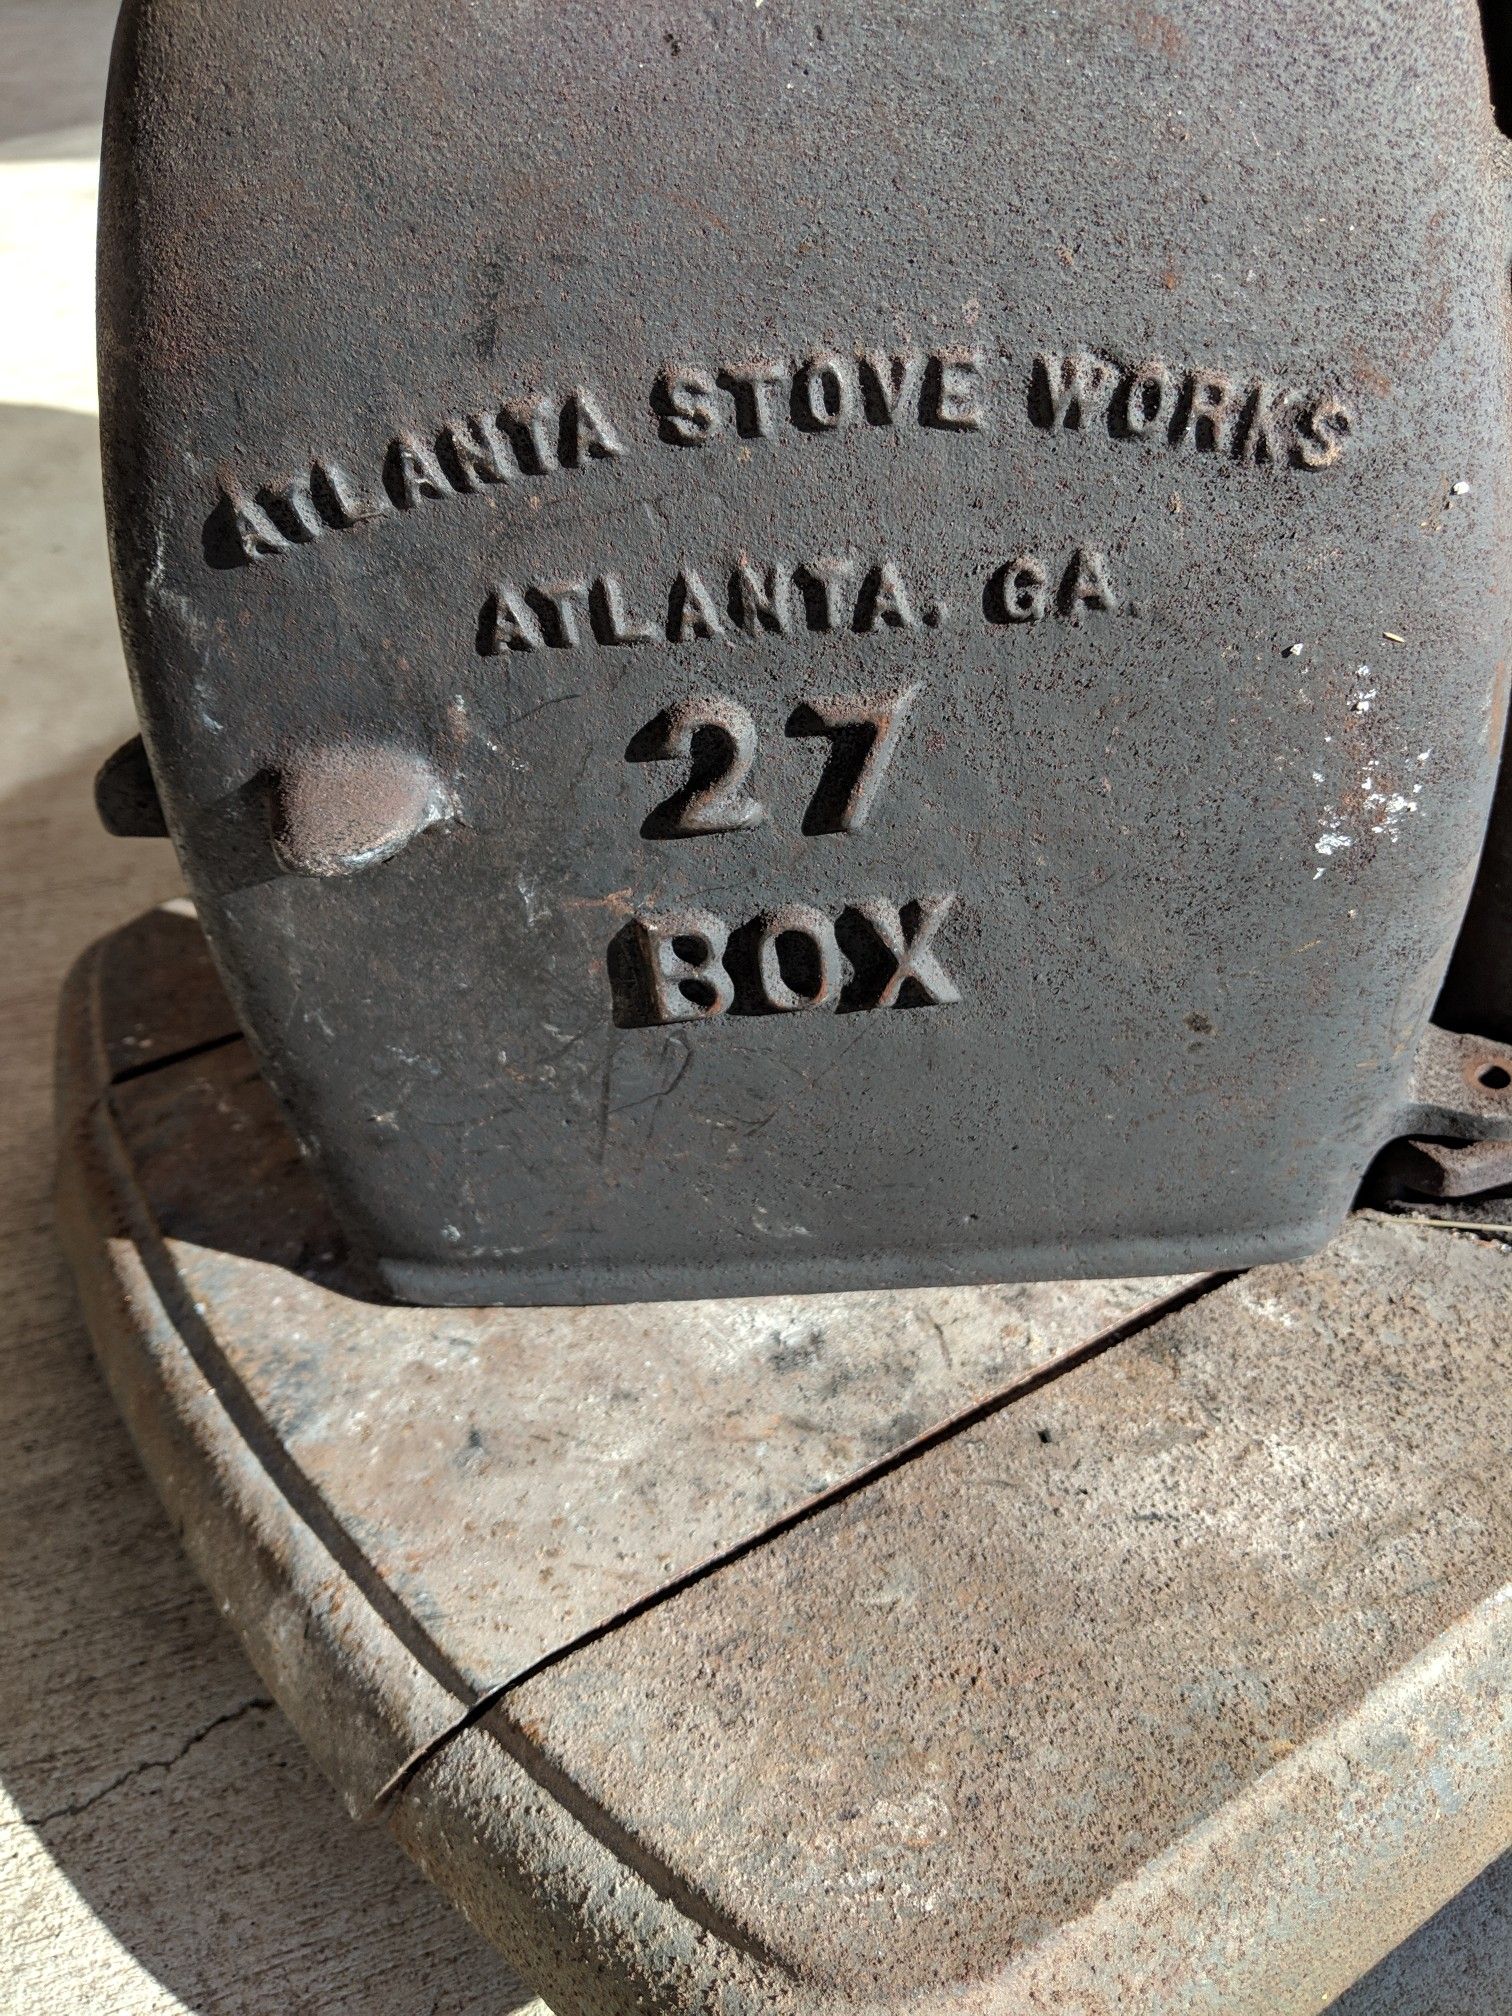 ATLANTA STOVE WORKS
ATLANTA, GA.
27
BOX